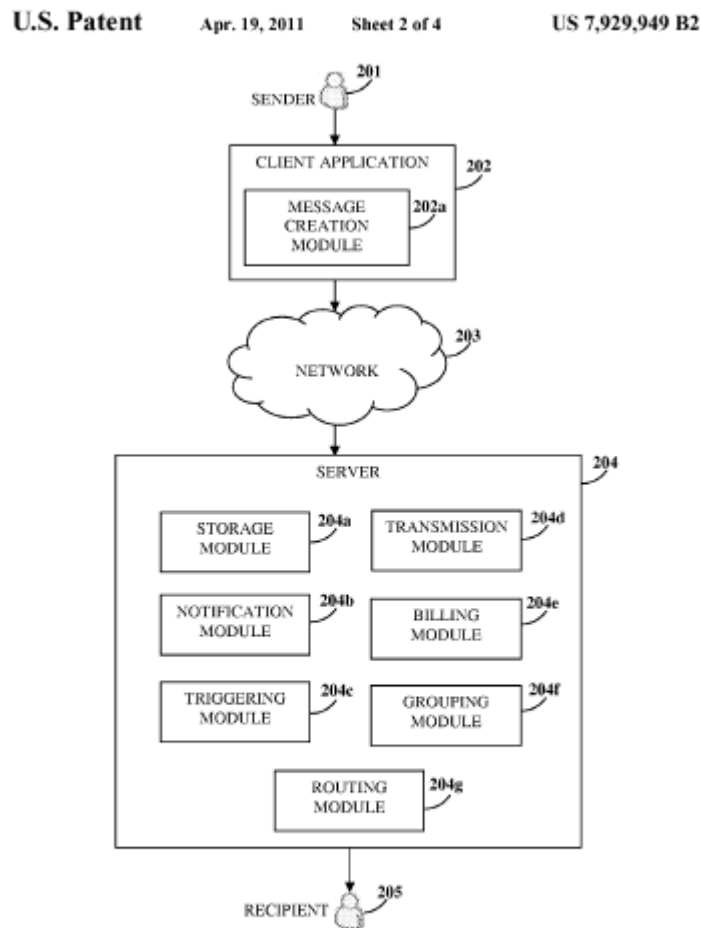 U.S. Patent Apr. 19, 2011 Sheet 2 of 4 US 7,929,949 B2
201
SENDER
CLIENT APPLICATION
202
MESSAGE
CREATION
MODULE
202a
203
NETWORK
SERVER
204
STORAGE
MODULE
204a
TRANSMISSION
MODULE
204d
NOTIFICATION
MODULE
204b
BILLING
MODULE
204e
TRIGGERING
MODULE
204c
GROUPING
MODULE
204f
ROUTING
MODULE
204g
RECIPIENT
205